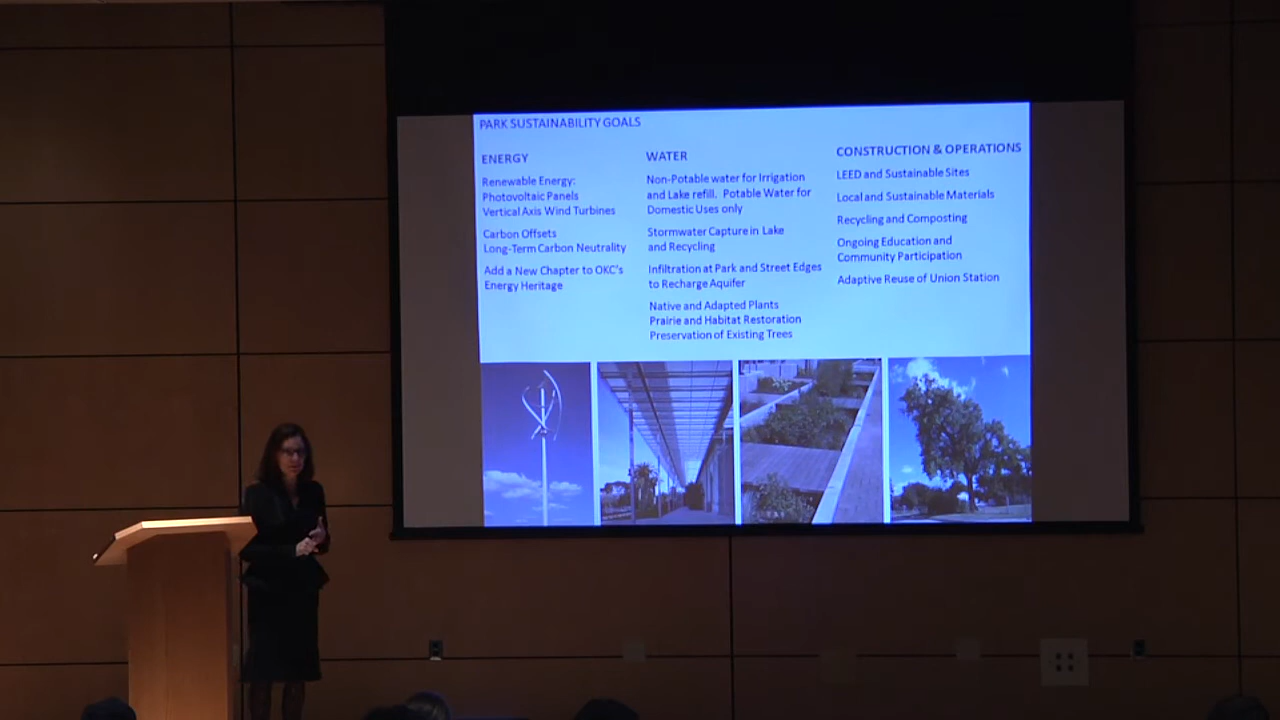 PARK SUSTAINABILITY GOALS
ENERGY
Renewable Energy:
Photovoltaic Panels
Vertical Axis Wind Turbines
Carbon Offsets
Long-Term Carbon Neutrality
Add a New Chapter to OKC's
Energy Heritage
WATER
Non-Potable water for Irrigation
and Lake refill. Potable Water for
Domestic Uses only
Stormwater Capture in Lake
and Recycling
Infiltration at Park and Street Edges
to Recharge Aquifer
Native and Adapted Plants
Prairie and Habitat Restoration
Preservation of Existing Trees
CONSTRUCTION & OPERATIONS
LEED and Sustainable Sites
Local and Sustainable Materials
Recycling and Composting
Ongoing Education and
Community Participation
Adaptive Reuse of Union Station